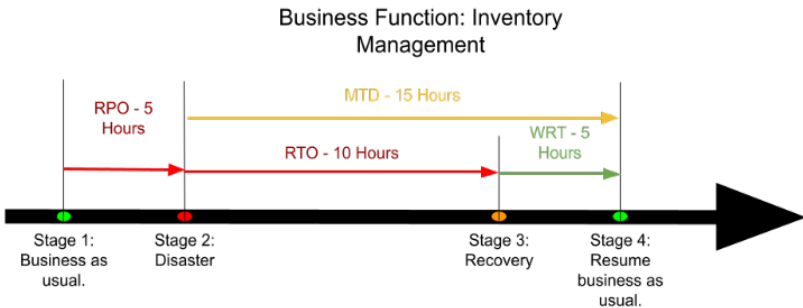 Business Function: Inventory
Management
RPO - 5
Hours
MTD - 15 Hours
RTO - 10 Hours
WRT - 5
Hours
Stage 1:
Business as
usual.
Stage 2:
Disaster
Stage 3:
Recovery
Stage 4:
Resume
business as
usual.